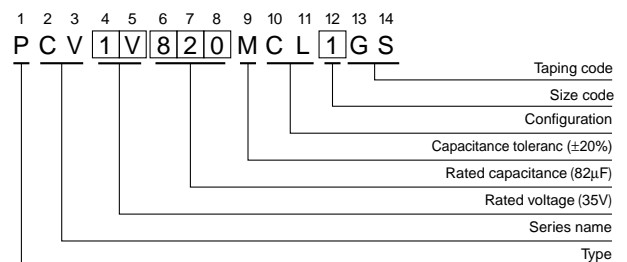 1 2 3 4 5 6 7 8 9 10 11 12 13 14
P C V 1 V 8 2 0 M C L 1 G S
Taping code
Size code
Configuration
Capacitance toleranc (±20%)
Rated capacitance (82μF)
Rated voltage (35V)
Series name
Type